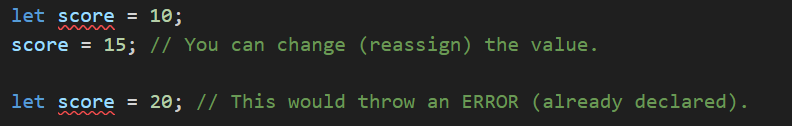 let score = 10;
score = 15; // You can change (reassign) the value.
let score = 20; // This would throw an ERROR (already declared).